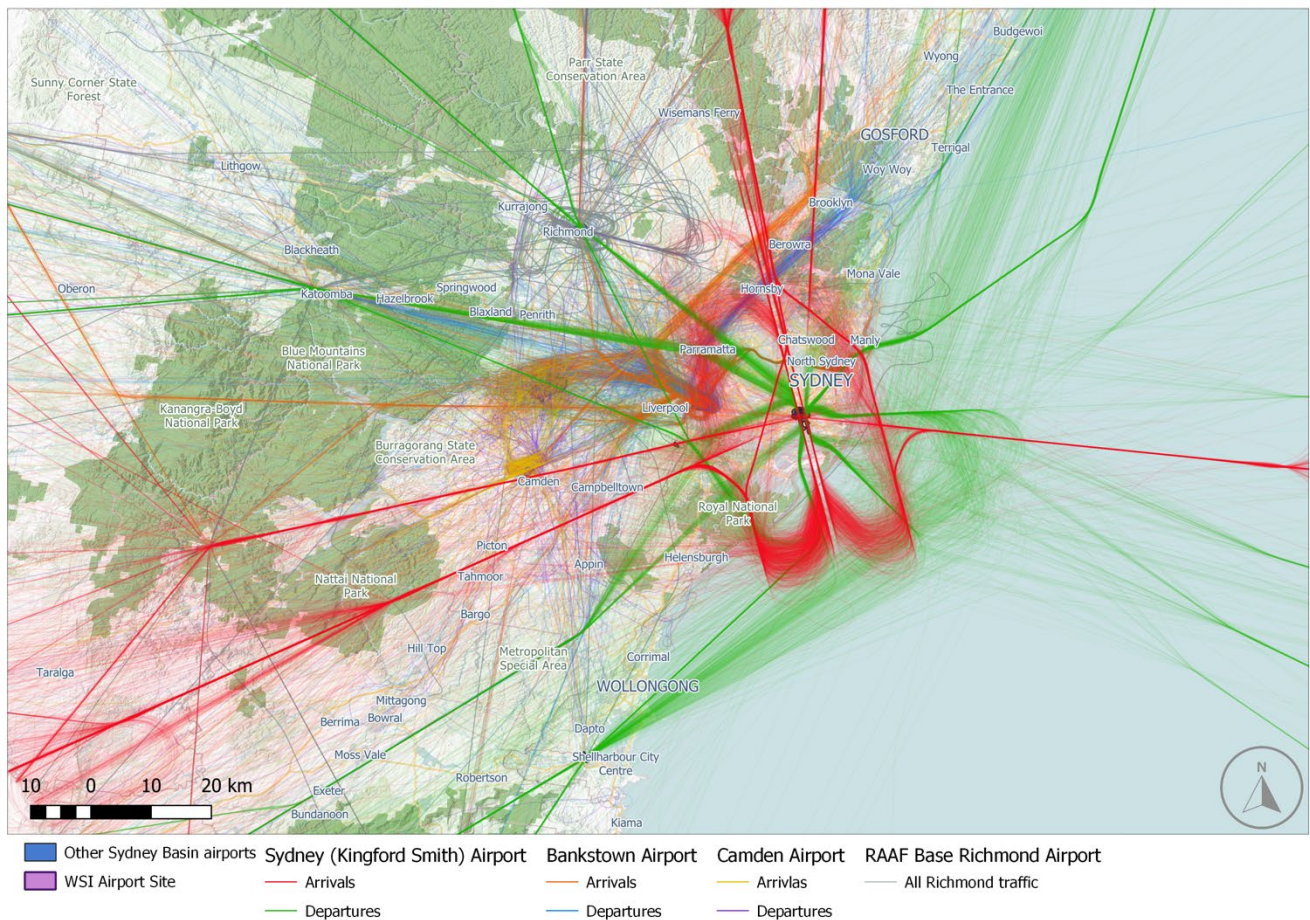 Budgewoi
Wyong
Parr State
Conservation Area
Sunny Corner State
Forest
The Entrance
Wisemans Ferry
GOSFORD
Terrigal
Lithgow
Woy Woy
Kurrajong
Brooklyn
Richmond
Blackheath
Berowra
Mona Vale
Oberon
Katoomba
Hazelbrook
Springwood
Hornsby
Blaxland
Penrith
Chatswood
Manly
Blue Mountains
National Park
Parramatta
North Sydney
SYDNEY
Kanangra-Boyd
National Park
Liverpool
Burragorang State
Conservation Area
Camden
Campbelltown
Royal National
Park
Picton
Helensburgh
Appin
Nattai National
Park
Tahmoor
Bargo
Hill Top
Metropolitan
Special Area
Corrimal
Taralga
WOLLONGONG
Mittagong
Berrima
Bowral
Dapto
Moss Vale
Shellharbour City
Centre
Robertson
Exeter
Bundanoon
Kiama
10 0 10 20 km
N
Other Sydney Basin airports
WSI Airport Site
Sydney (Kingford Smith) Airport
Arrivals
Departures
Bankstown Airport
Arrivals
Departures
Camden Airport
Arrivlas
Departures
RAAF Base Richmond Airport
All Richmond traffic